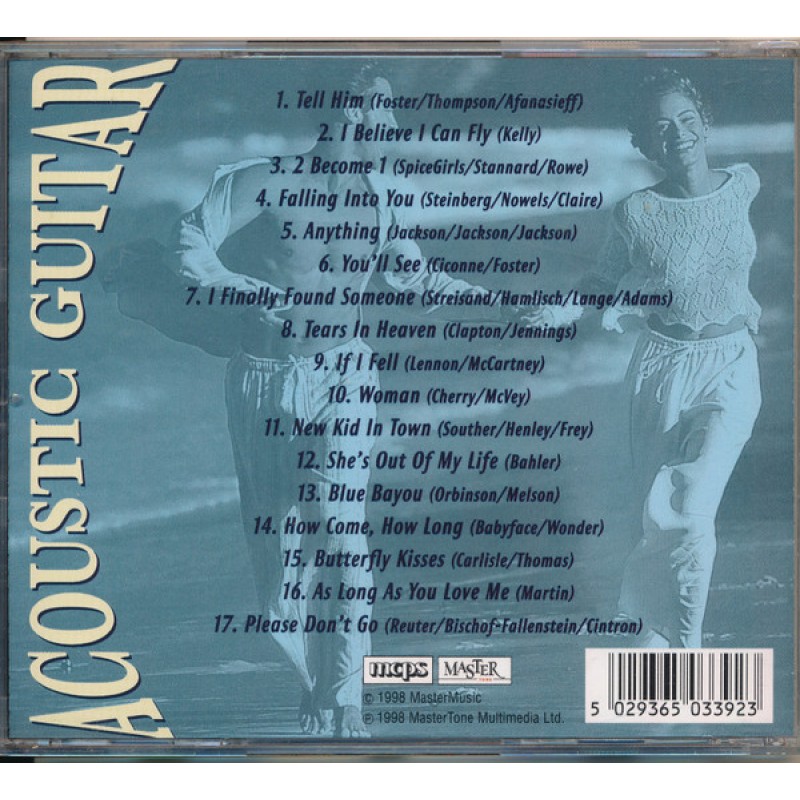 ACOUSTIC GUITAR
1. Tell Him (Foster/Thompson/Afanasieff)
2. I Believe I Can Fly (Kelly)
3. 2 Become 1 (SpiceGirls/Stannard/Rowe)
4. Falling Into You (Steinberg/Nowels/Claire)
5. Anything (Jackson/Jackson/Jackson)
6. You'll See (Ciconne/Foster)
7. I Finally Found Someone (Streisand/Hamlisch/Lange/Adams)
8. Tears In Heaven (Clapton/Jennings)
9. If I Fell (Lennon/McCartney)
10. Woman (Cherry/McVey)
11. New Kid In Town (Souther/Henley/Frey)
12. She's Out Of My Life (Bahler)
13. Blue Bayou (Orbinson/Melson)
14. How Come, How Long (Babyface/Wonder)
15. Butterfly Kisses (Carlisle/Thomas)
16. As Long As You Love Me (Martin)
17. Please Don't Go (Reuter/Bischof-Fallenstein/Cintron)
mcps MASTER
© 1998 MasterMusic
℗ 1998 MasterTone Multimedia Ltd.
5 029365 033923